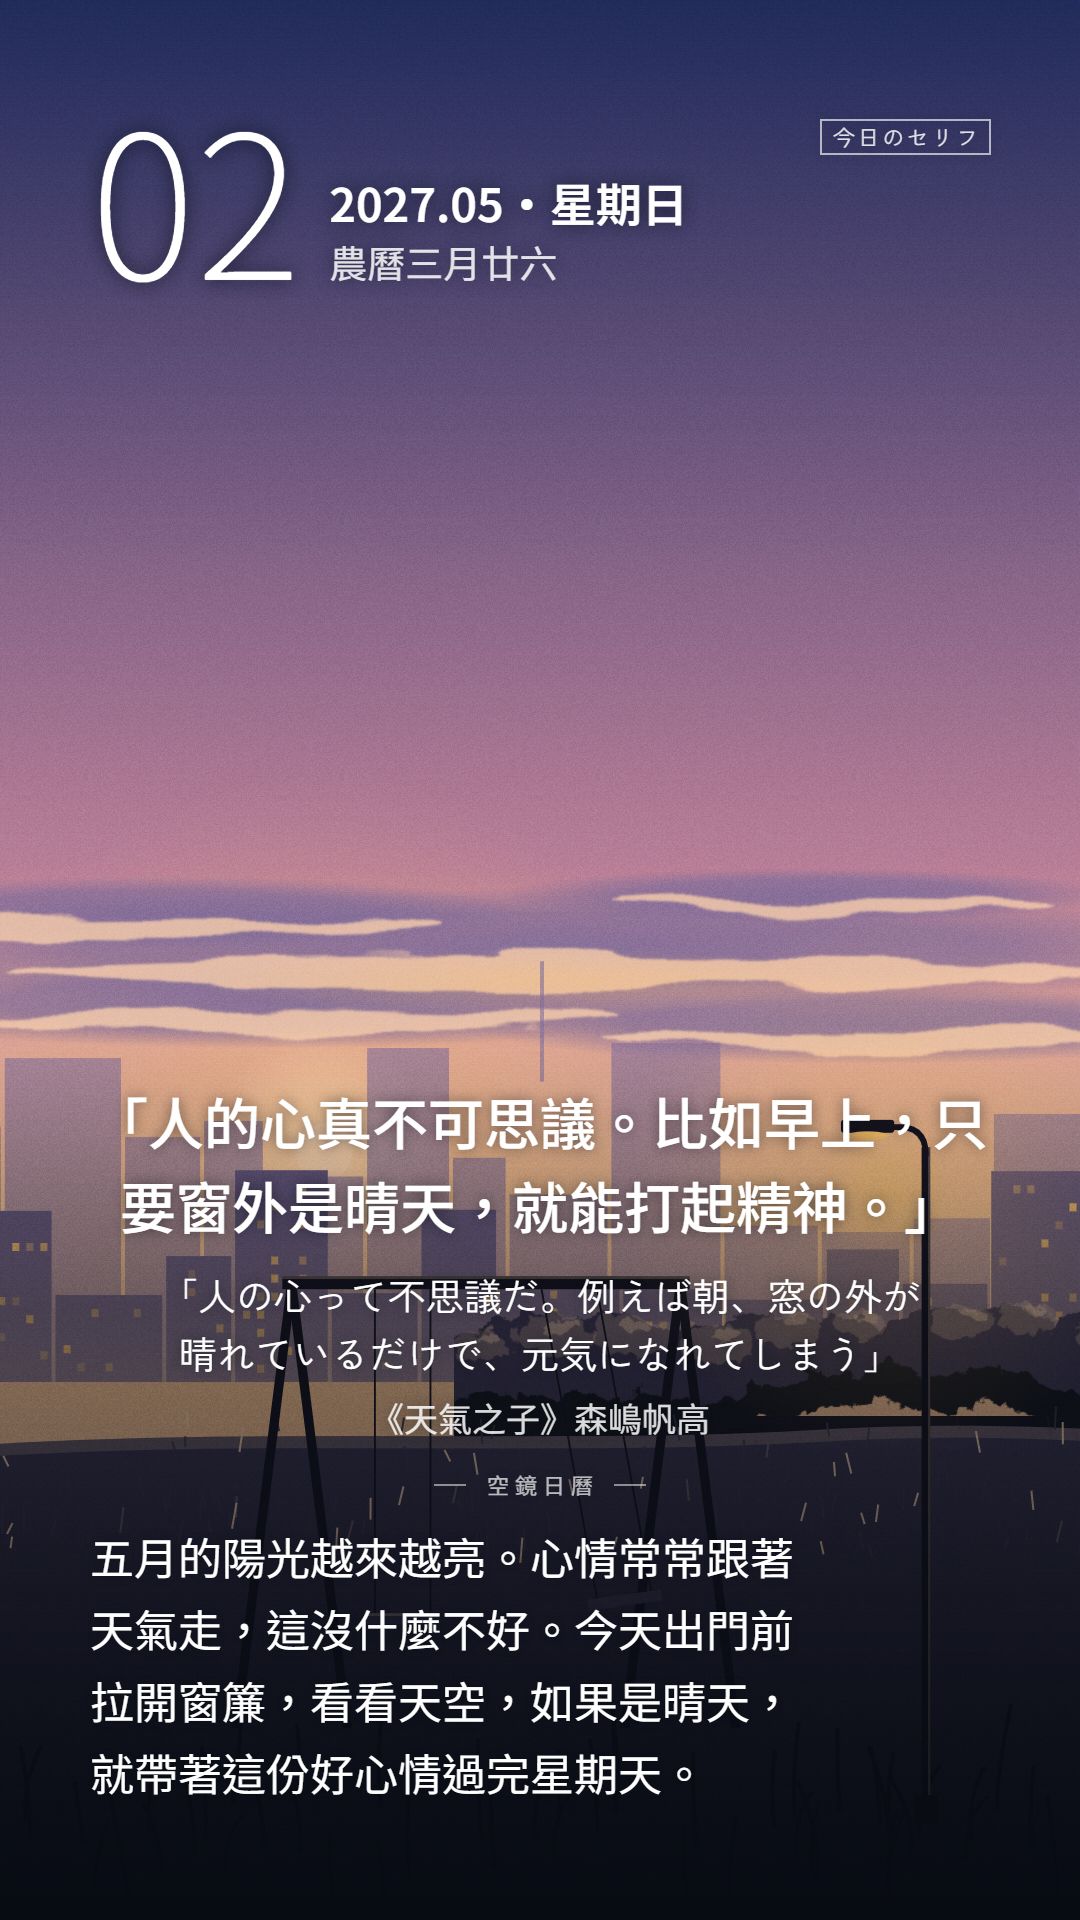 02
2027.05・星期日
農曆三月廿六
今日のセリフ
「人的心真不可思議。比如早上，只
要窗外是晴天，就能打起精神。」
「人の心って不思議だ。例えば朝、窓の外が
晴れているだけで、元気になれてしまう」
《天氣之子》森嶋帆高
空鏡日曆
五月的陽光越來越亮。心情常常跟著
天氣走，這沒什麼不好。今天出門前
拉開窗簾，看看天空，如果是晴天，
就帶著這份好心情過完星期天。